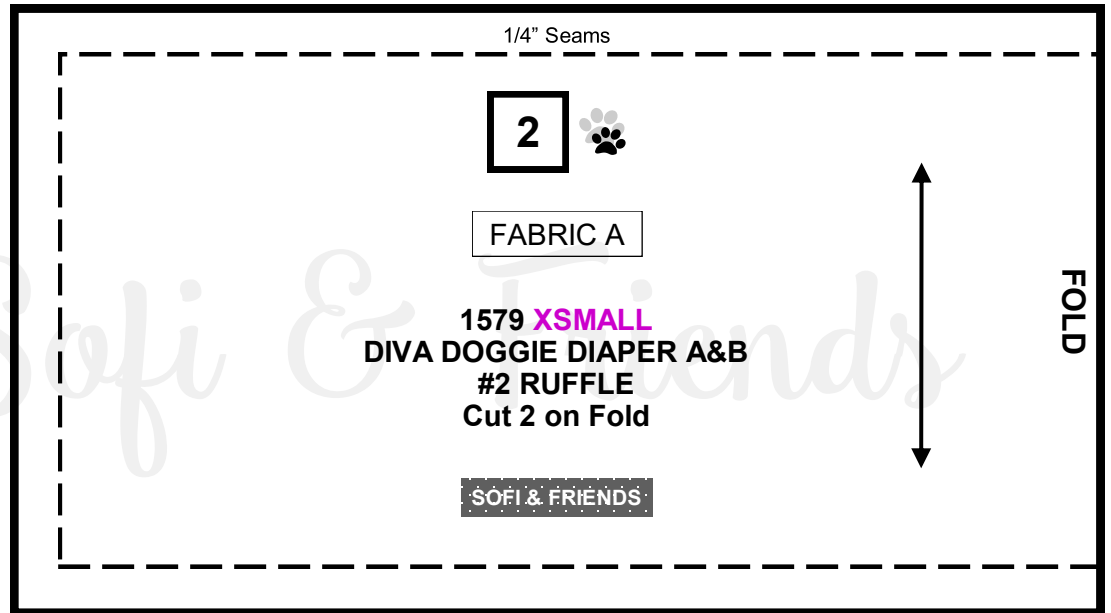 1/4” Seams
2
FABRIC A
FOLD
1579 XSMALL
DIVA DOGGIE DIAPER A&B
#2 RUFFLE
Cut 2 on Fold
SOFI & FRIENDS
Sofi & Friends